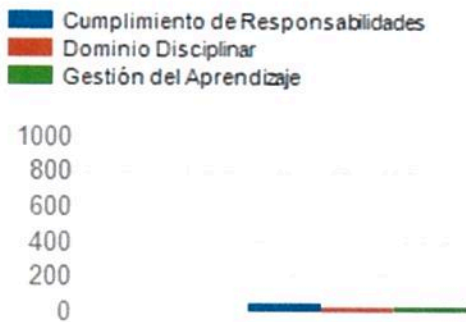 Cumplimiento de Responsabilidades
Dominio Disciplinar
Gestión del Aprendizaje
1000
800
600
400
200
0